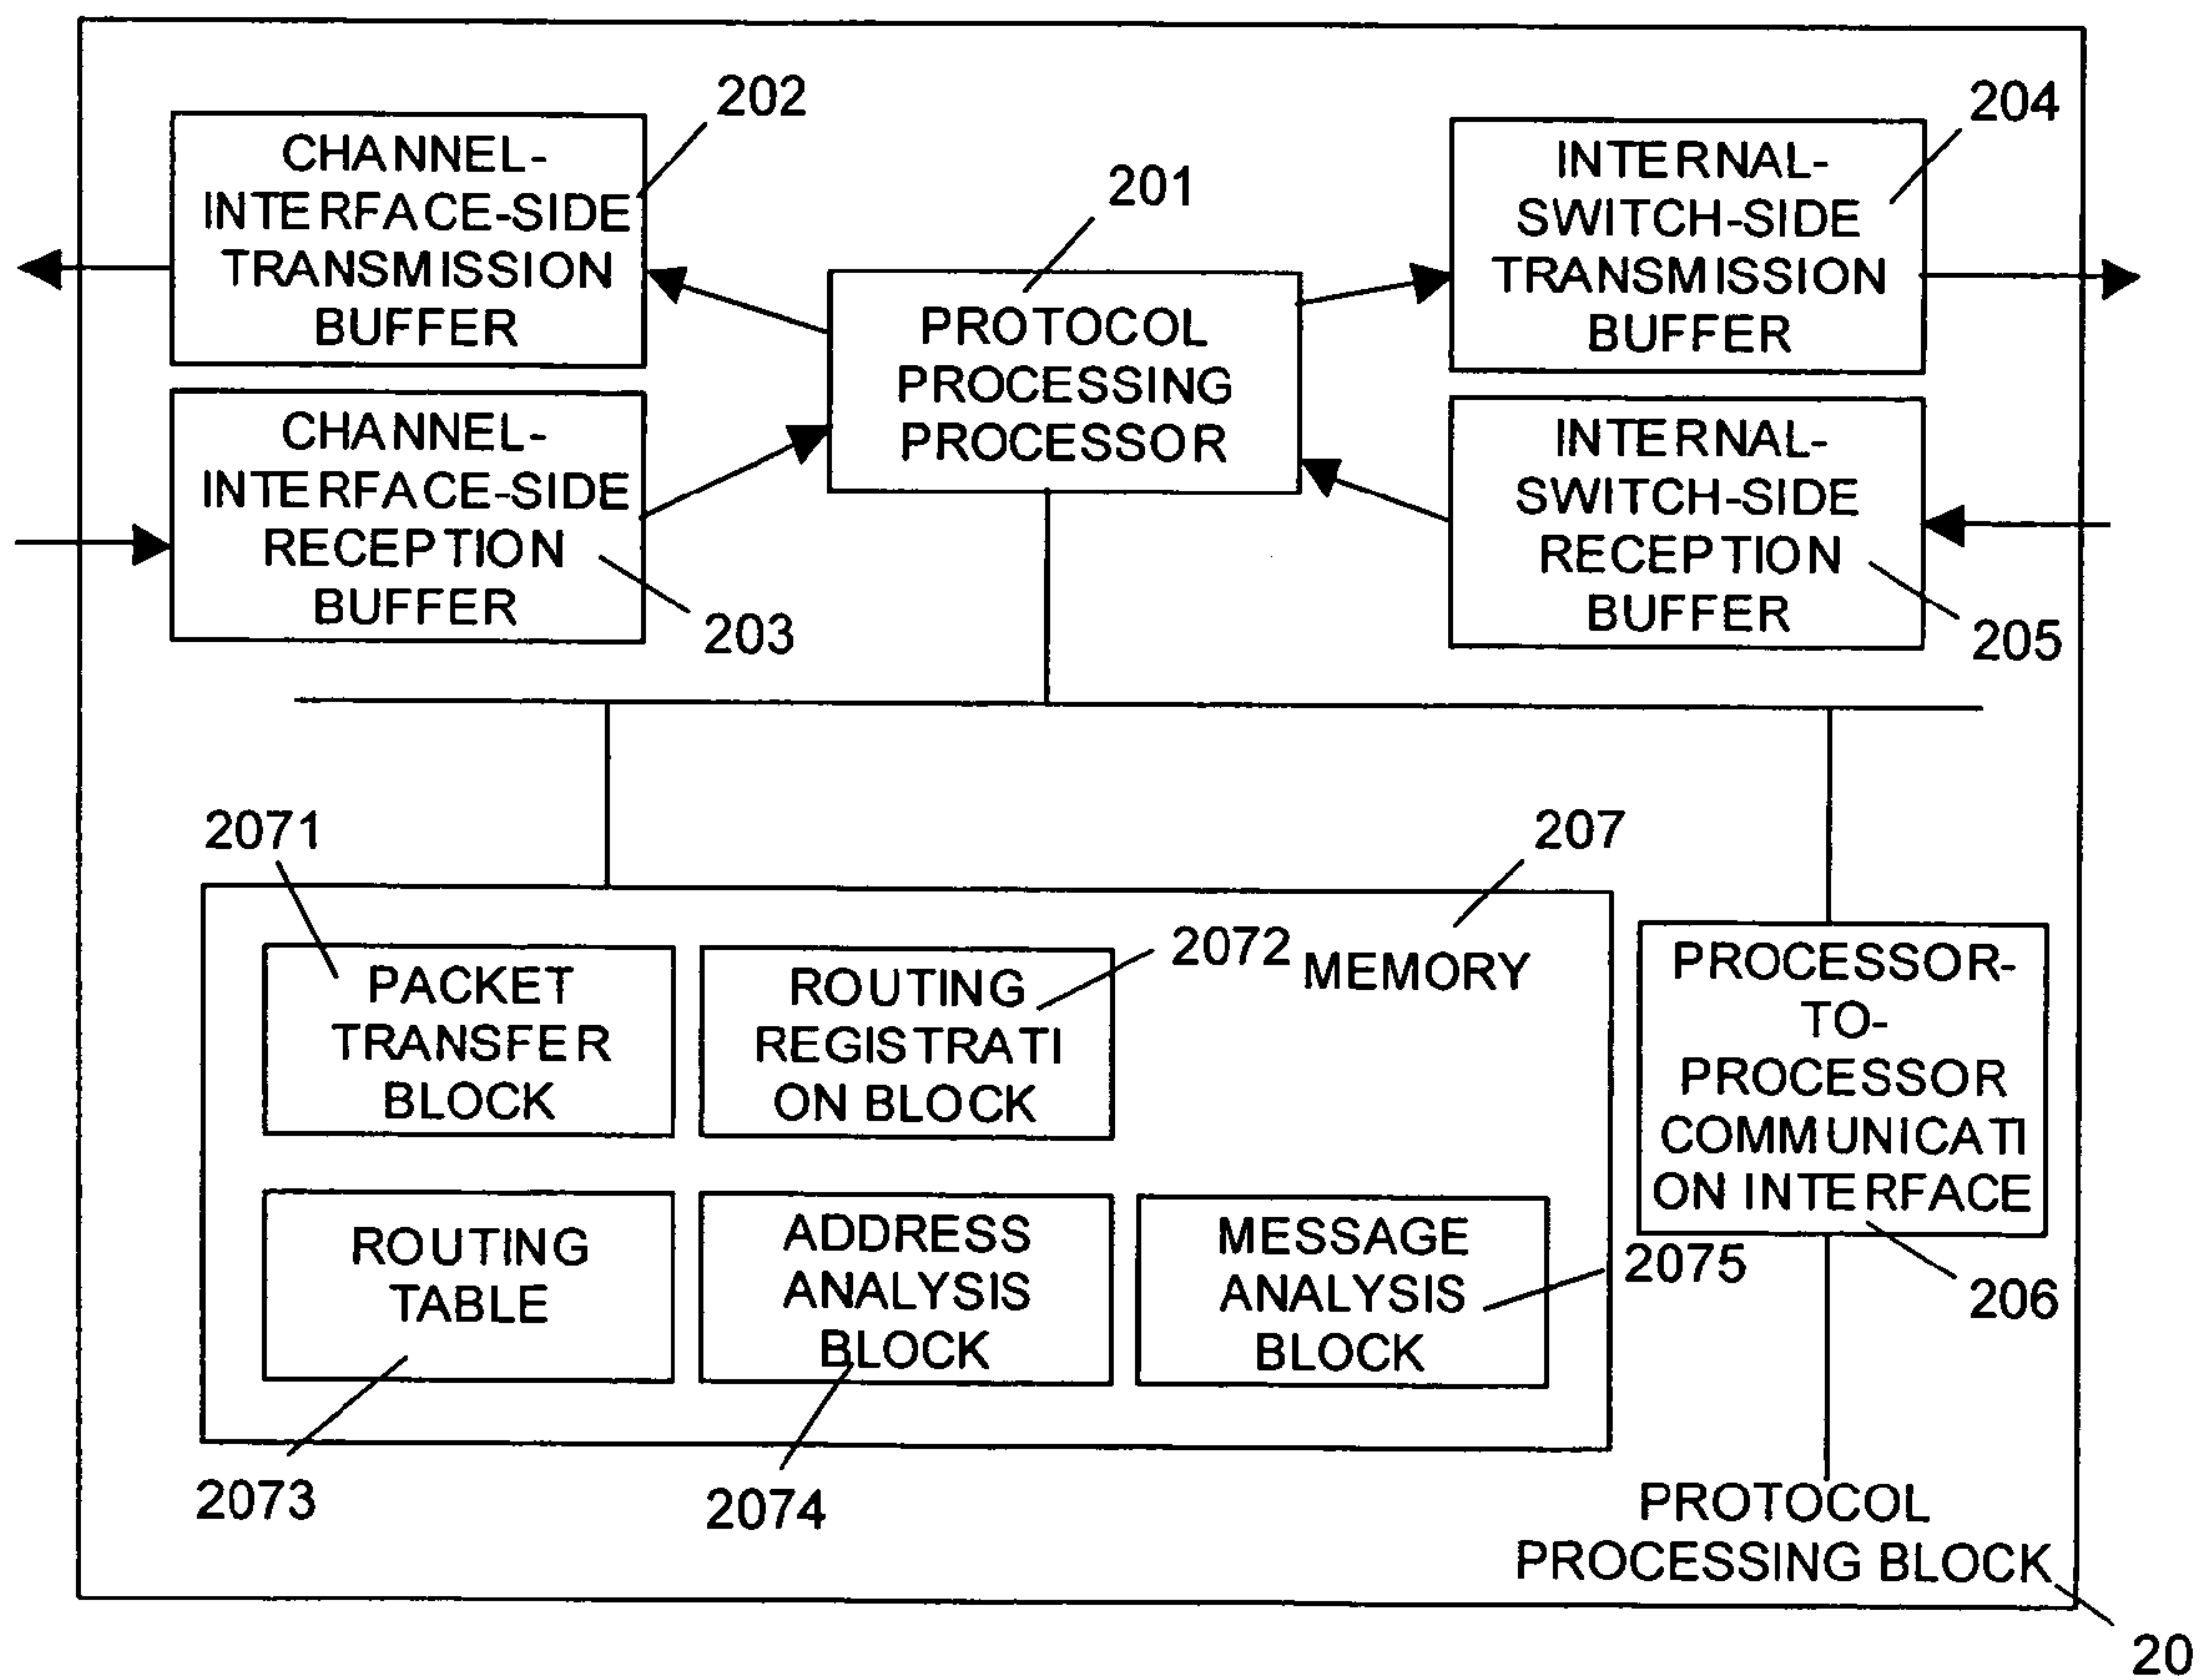 202
CHANNEL-
INTERFACE-SIDE
TRANSMISSION
BUFFER
201
PROTOCOL
PROCESSING
PROCESSOR
204
INTERNAL-
SWITCH-SIDE
TRANSMISSION
BUFFER
CHANNEL-
INTERFACE-SIDE
RECEPTION
BUFFER
203
INTERNAL-
SWITCH-SIDE
RECEPTION
BUFFER
205
2071
207
PACKET
TRANSFER
BLOCK
2072
ROUTING
REGISTRATI
ON BLOCK
MEMORY
PROCESSOR-
TO-
PROCESSOR
COMMUNICATI
ON INTERFACE
206
ROUTING
TABLE
2073
ADDRESS
ANALYSIS
BLOCK
2074
MESSAGE
ANALYSIS
BLOCK
2075
PROTOCOL
PROCESSING BLOCK
20